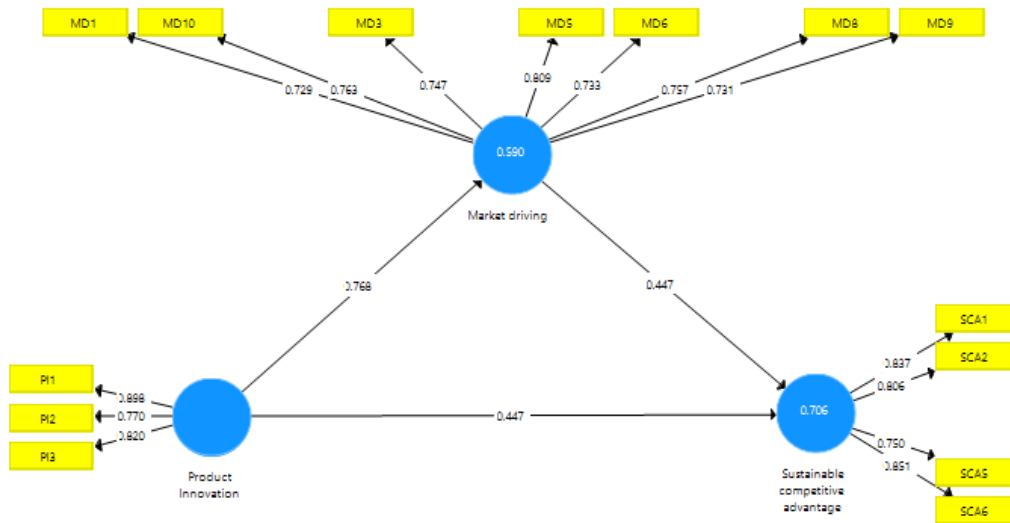 MD1
MD10
MD3
MD5
MD6
MD8
MD9
0.729
0.763
0.747
0.809
0.733
0.757
0.731
0.590
Market driving
0.768
0.447
SCA1
SCA2
0.837
0.806
PI1
PI2
PI3
0.898
0.770
0.820
0.447
0.706
0.750
0.851
SCA5
SCA6
Product
Innovation
Sustainable
competitive
advantage